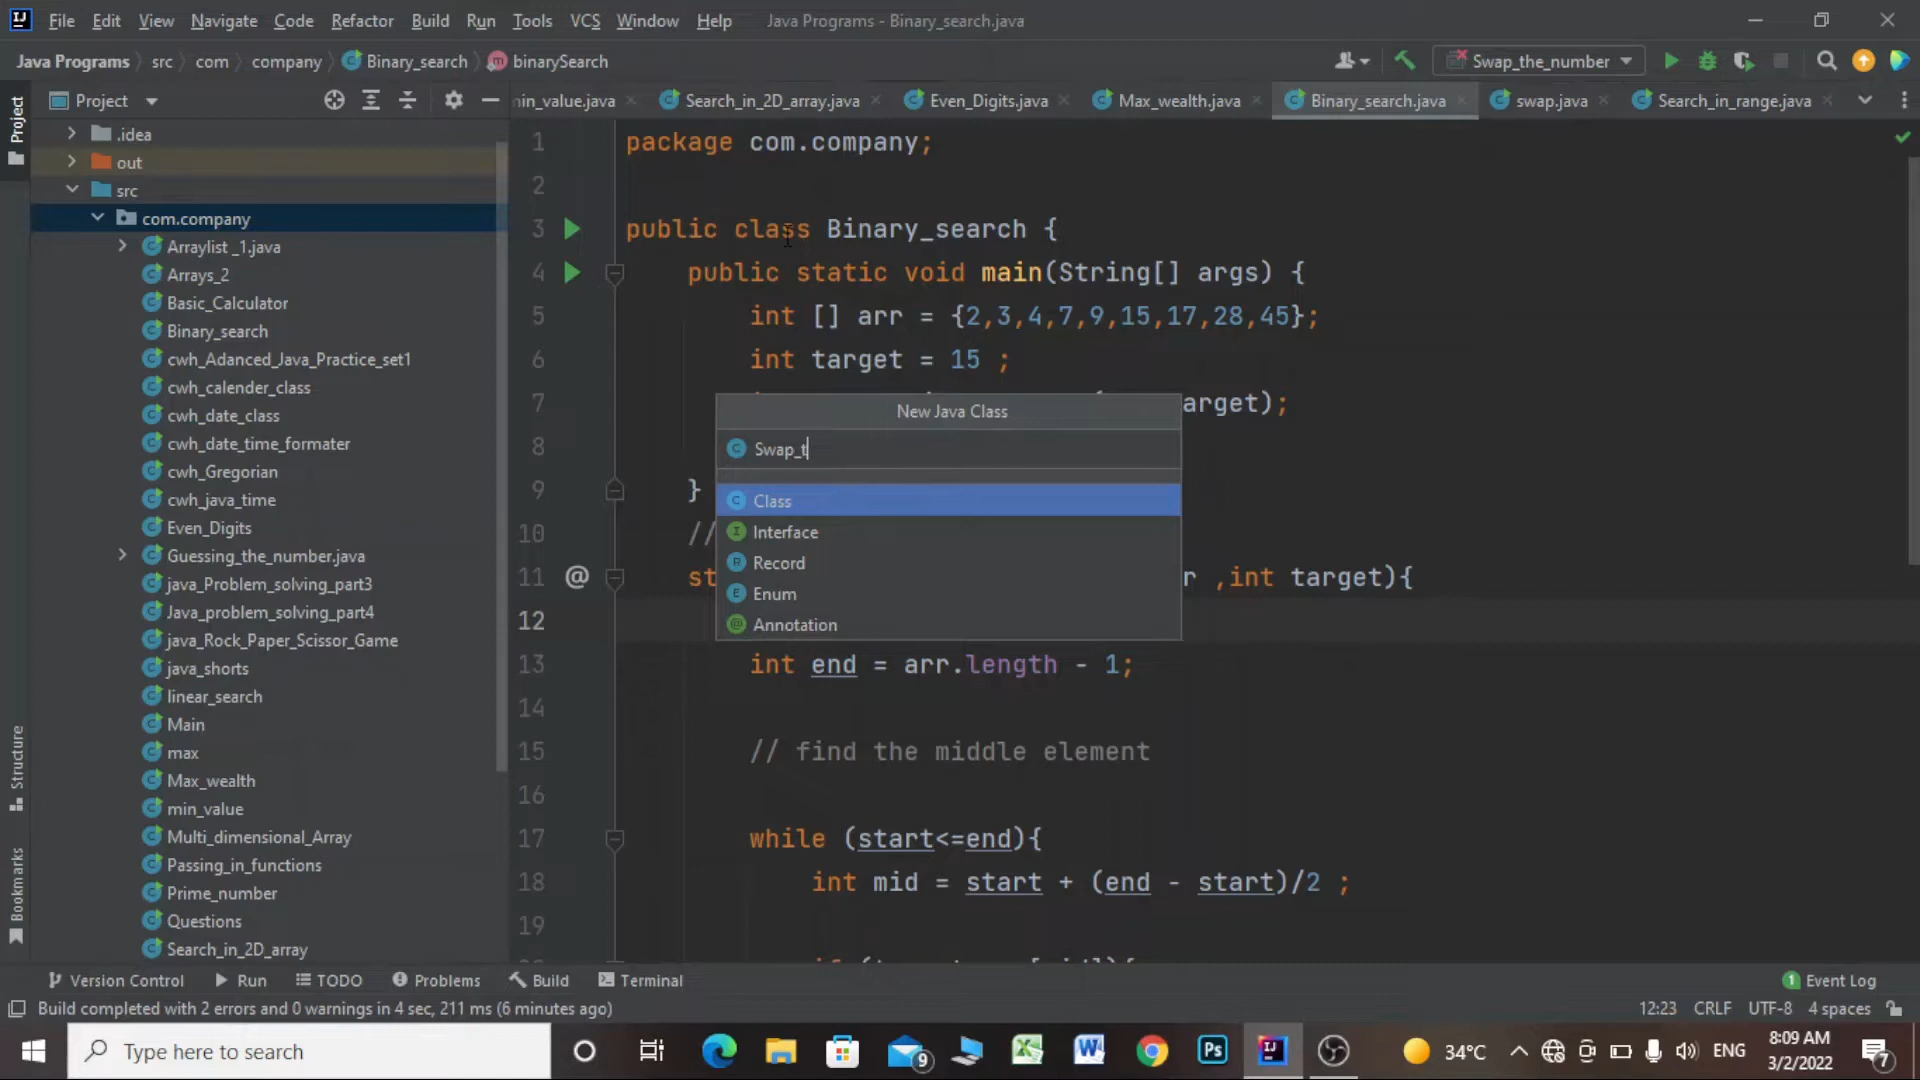 File Edit View Navigate Code Refactor Build Run Tools VCS Window Help Java Programs - Binary_search.java
Java Programs src com company Binary_search binarySearch Swap_the_number
Project in_value.java Search_in_2D_array.java Even_Digits.java Max_wealth.java Binary_search.java swap.java Search_in_range.java
Project
.idea
out
src
com.company
Arraylist _1.java
Arrays_2
Basic_Calculator
Binary_search
cwh_Adanced_Java_Practice_set1
cwh_calender_class
cwh_date_class
cwh_date_time_formater
cwh_Gregorian
cwh_java_time
Even_Digits
Guessing_the_number.java
java_Problem_solving_part3
Java_problem_solving_part4
java_Rock_Paper_Scissor_Game
java_shorts
linear_search
Main
max
Max_wealth
min_value
Multi_dimensional_Array
Passing_in_functions
Prime_number
Questions
Search_in_2D_array
Structure
Bookmarks
1 package com.company;
2
3 public class Binary_search {
4 public static void main(String[] args) {
5 int [] arr = {2,3,4,7,9,15,17,28,45};
6 int target = 15 ;
7 arget);
8
9 }
10 //
11 @ st r ,int target){
12
13 int end = arr.length - 1;
14
15 // find the middle element
16
17 while (start<=end){
18 int mid = start + (end - start)/2 ;
19
New Java Class
Swap_t
Class
Interface
Record
Enum
Annotation
Version Control Run TODO Problems Build Terminal 1 Event Log
Build completed with 2 errors and 0 warnings in 4 sec, 211 ms (6 minutes ago) 12:23 CRLF UTF-8 4 spaces
Type here to search 9 Ps 34°C ENG 8:09 AM
3/2/2022 7